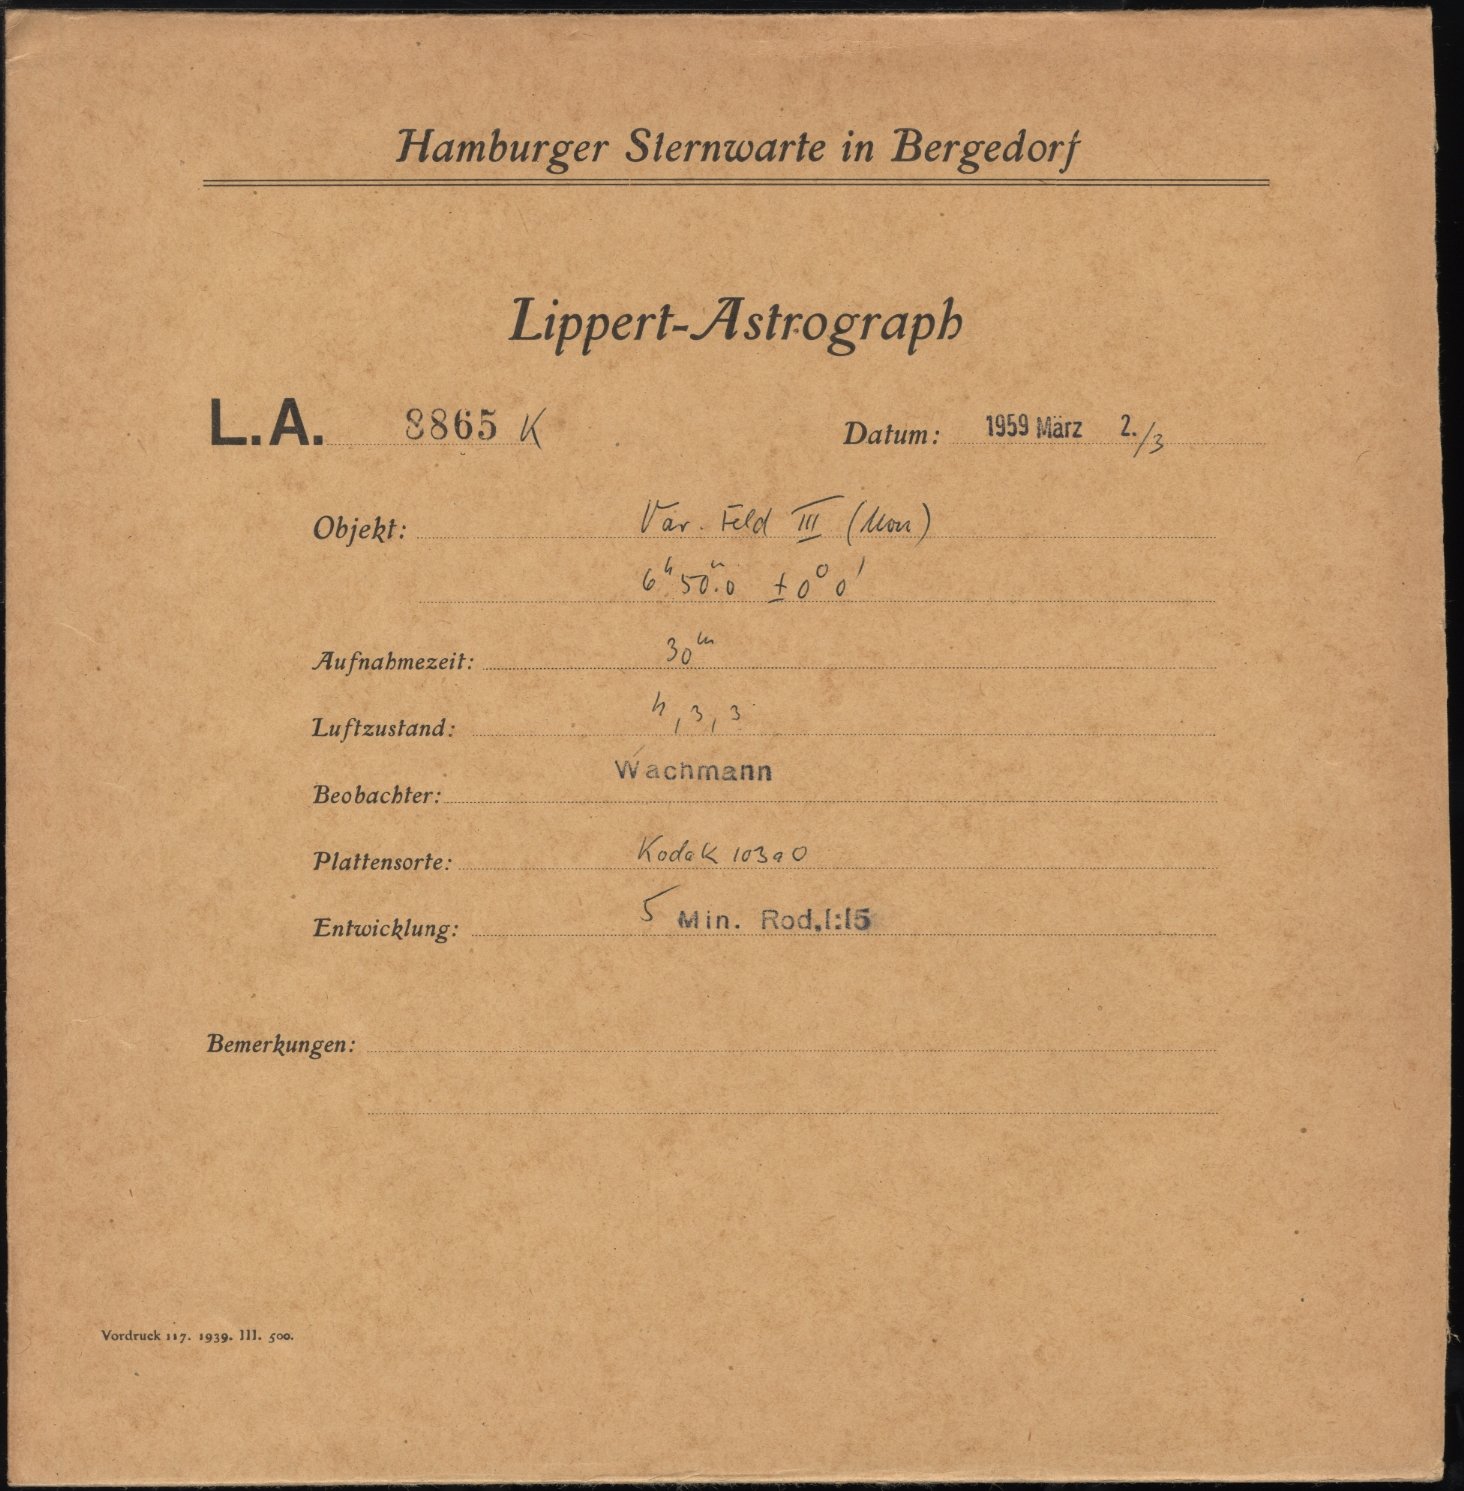 Hamburger Sternwarte in Bergedorf
Lippert-Astrograph
L.A. 8865 K Datum: 1959 März 2./3
Objekt: Var. Feld III (Mon)
6ʰ 50ᵐ.0 ±0° 0'
Aufnahmezeit: 30ᵐ
Luftzustand: 4, 3, 3
Wachmann
Beobachter:
Plattensorte: Kodak 103aO
Entwicklung: 5 Min. Rod.1:15
Bemerkungen:
Vordruck 117. 1939. III. 500.